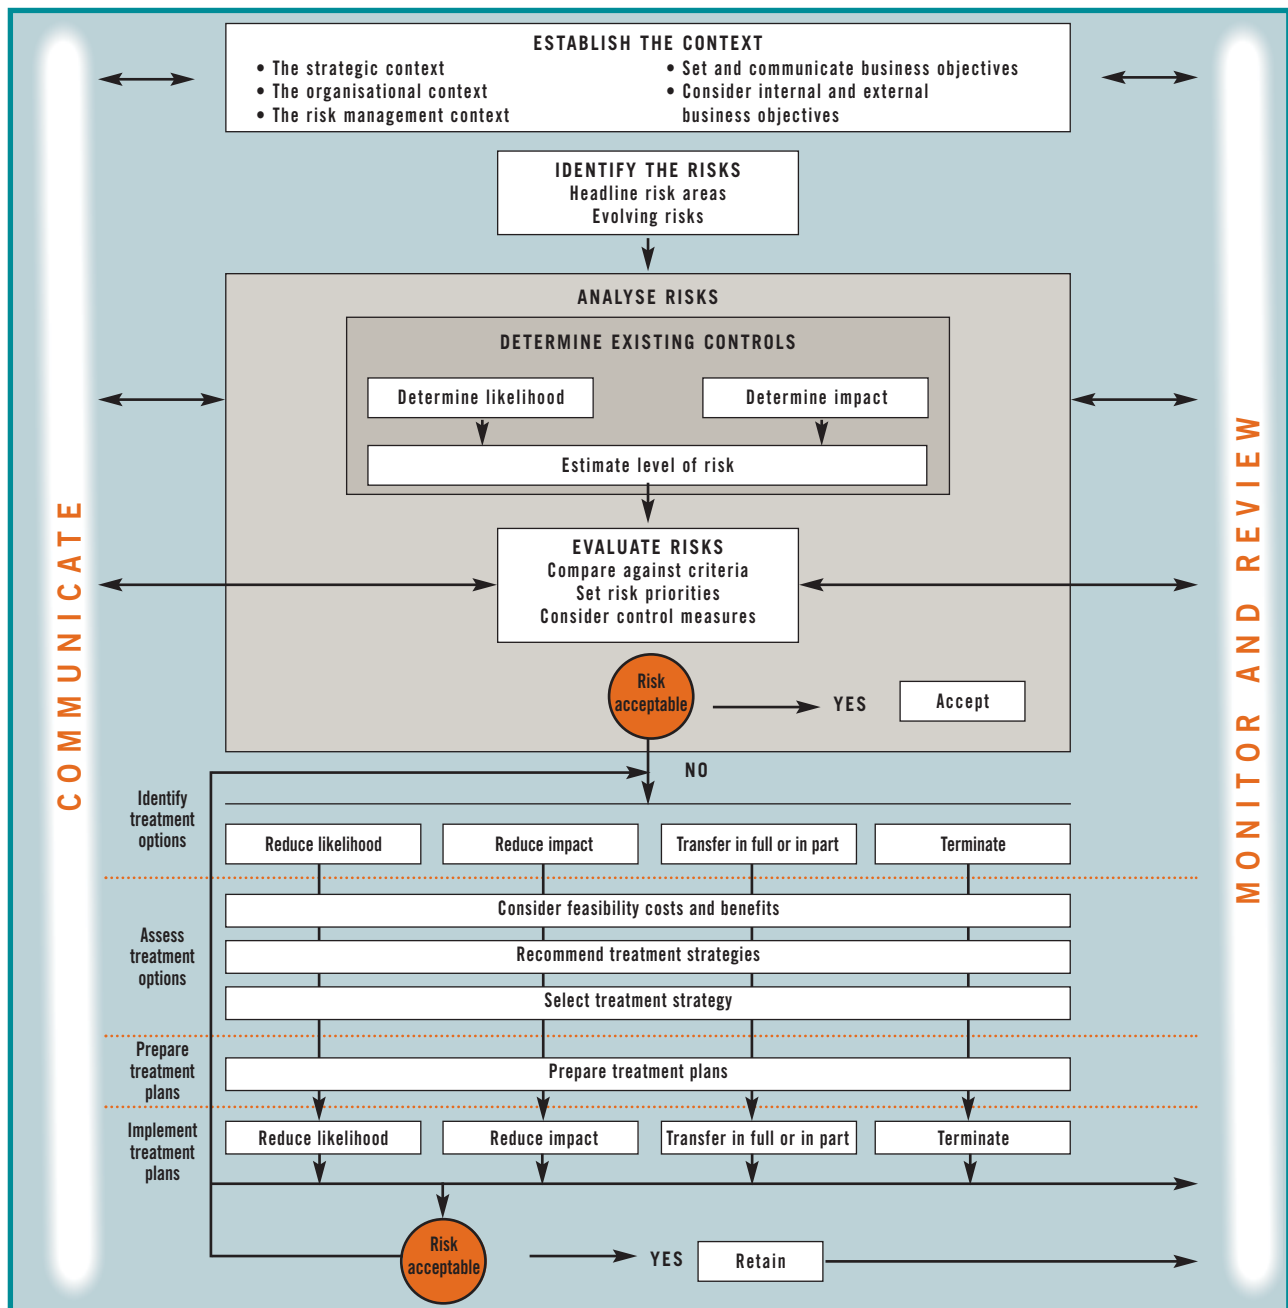 ESTABLISH THE CONTEXT
• The strategic context
• The organisational context
• The risk management context
• Set and communicate business objectives
• Consider internal and external
business objectives
IDENTIFY THE RISKS
Headline risk areas
Evolving risks
ANALYSE RISKS
DETERMINE EXISTING CONTROLS
Determine likelihood
Determine impact
Estimate level of risk
EVALUATE RISKS
Compare against criteria
Set risk priorities
Consider control measures
Risk
acceptable
YES
Accept
NO
COMMUNICATE
MONITOR AND REVIEW
Identify
treatment
options
Reduce likelihood
Reduce impact
Transfer in full or in part
Terminate
Assess
treatment
options
Consider feasibility costs and benefits
Recommend treatment strategies
Select treatment strategy
Prepare
treatment
plans
Prepare treatment plans
Implement
treatment
plans
Reduce likelihood
Reduce impact
Transfer in full or in part
Terminate
Risk
acceptable
YES
Retain